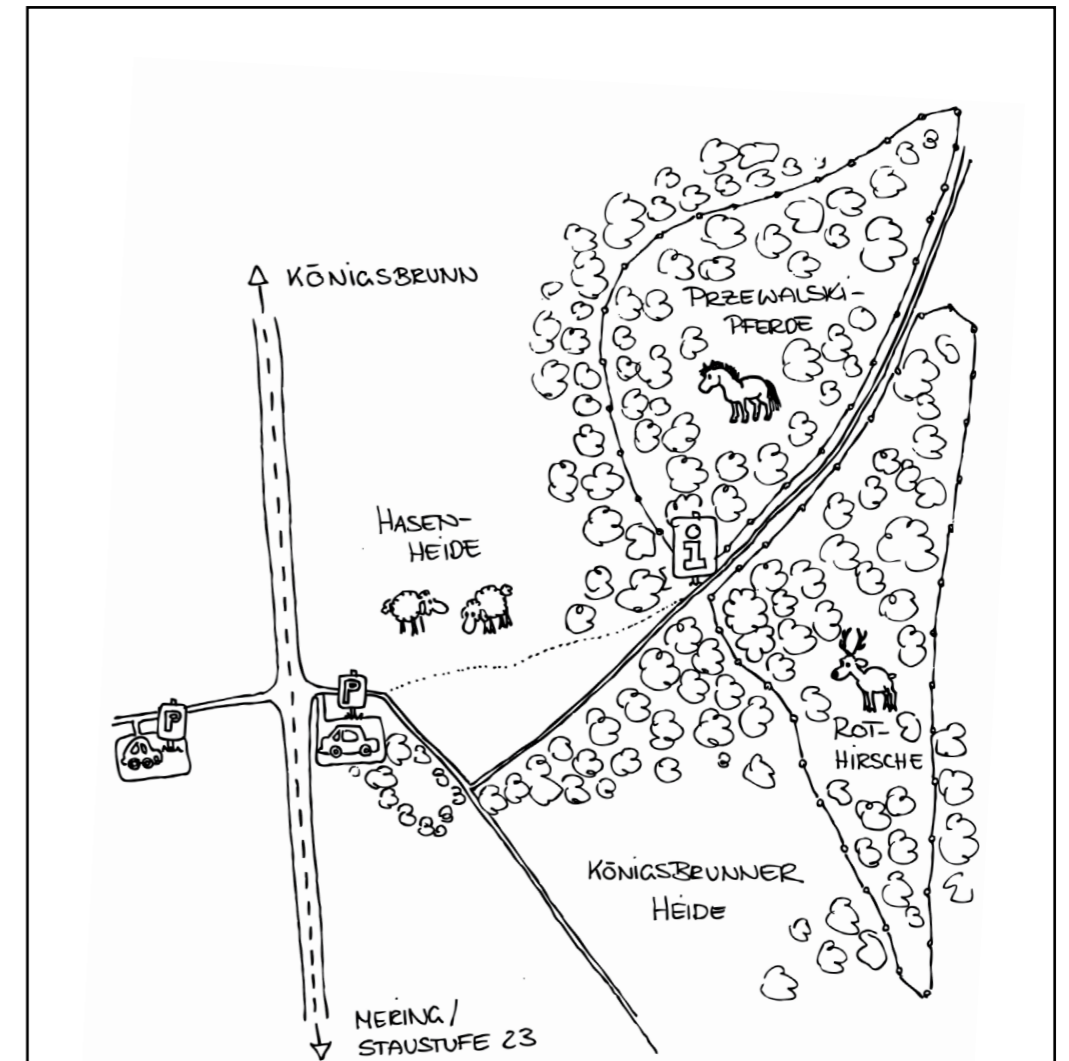 KÖNIGSBRUNN
PRZEWALSKI-
PFERDE
HASEN-
HEIDE
i
P
P
ROT-
HIRSCHE
KÖNIGSBRUNNER
HEIDE
MERING/
STAUSTUFE 23